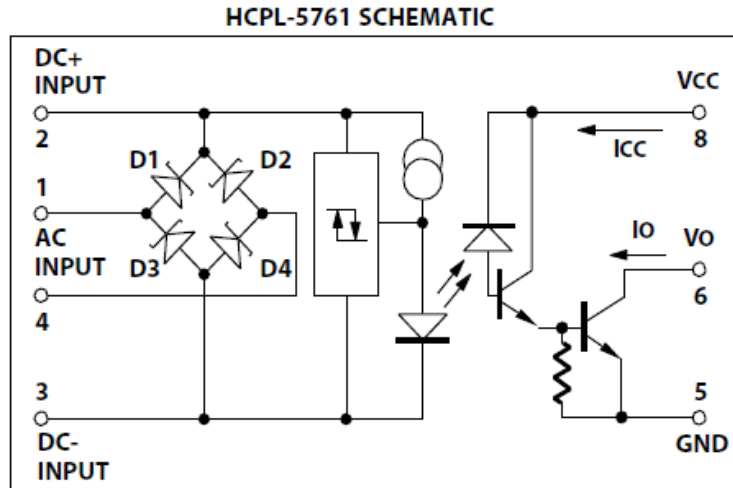 HCPL-5761 SCHEMATIC
DC+
INPUT
2
1
AC
INPUT
4
3
DC-
INPUT
D1
D2
D3
D4
VCC
8
ICC
IO
VO
6
5
GND